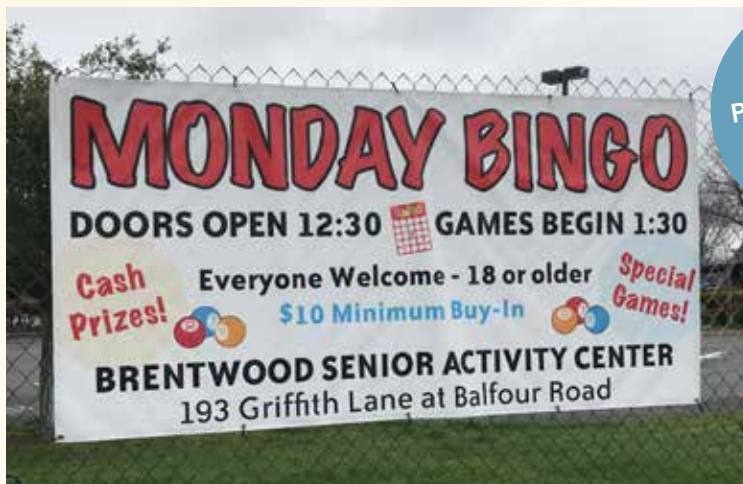 MONDAY BINGO
DOORS OPEN 12:30 GAMES BEGIN 1:30
Cash Prizes!
Everyone Welcome - 18 or older
$10 Minimum Buy-In
Special Games!
BRENTWOOD SENIOR ACTIVITY CENTER
193 Griffith Lane at Balfour Road